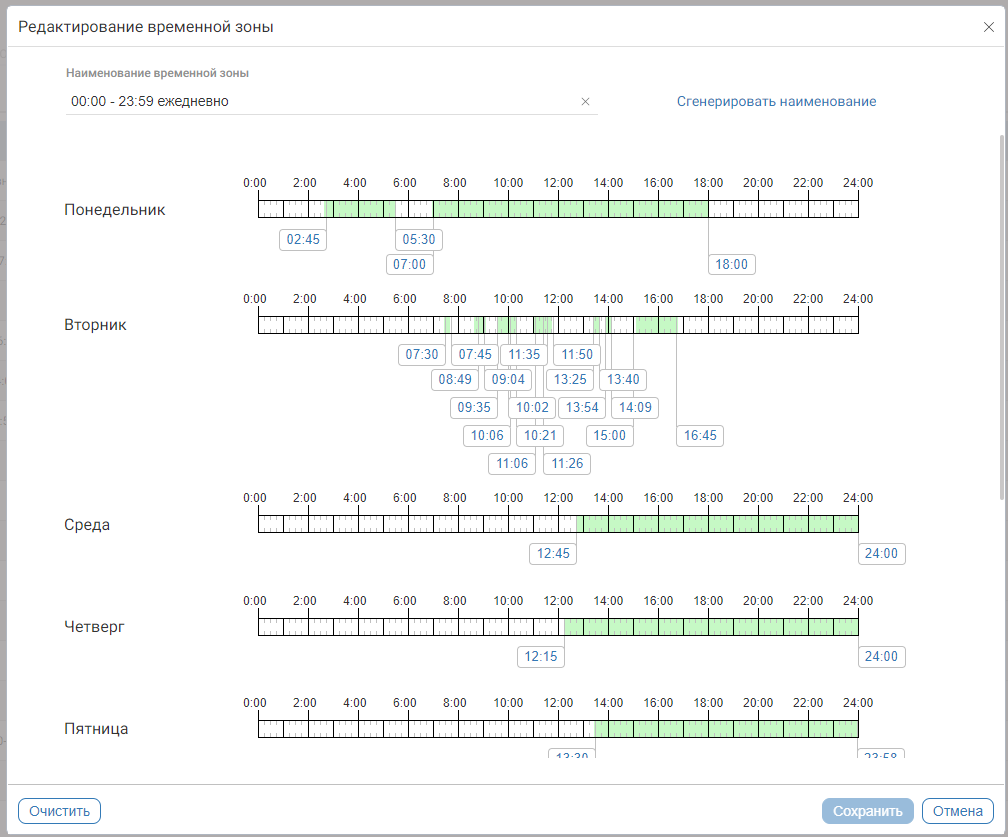 Редактирование временной зоны
Наименование временной зоны
00:00 - 23:59 ежедневно
Сгенерировать наименование
0:00 2:00 4:00 6:00 8:00 10:00 12:00 14:00 16:00 18:00 20:00 22:00 24:00
Понедельник
02:45 05:30
07:00 18:00
0:00 2:00 4:00 6:00 8:00 10:00 12:00 14:00 16:00 18:00 20:00 22:00 24:00
Вторник
07:30 07:45 11:35 11:50
08:49 09:04 13:25 13:40
09:35 10:02 13:54 14:09
10:06 10:21 15:00 16:45
11:06 11:26
0:00 2:00 4:00 6:00 8:00 10:00 12:00 14:00 16:00 18:00 20:00 22:00 24:00
Среда
12:45 24:00
0:00 2:00 4:00 6:00 8:00 10:00 12:00 14:00 16:00 18:00 20:00 22:00 24:00
Четверг
12:15 24:00
0:00 2:00 4:00 6:00 8:00 10:00 12:00 14:00 16:00 18:00 20:00 22:00 24:00
Пятница
13:30 23:58
Очистить
Сохранить
Отмена